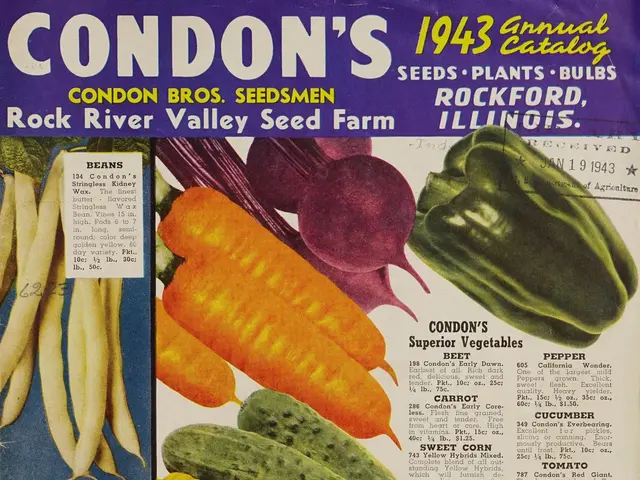 CONDON'S
1943 Annual
Catalog
SEEDS · PLANTS · BULBS
CONDON BROS. SEEDSMEN
ROCKFORD,
Rock River Valley Seed Farm
ILLINOIS.
RECEIVED
★ JAN 19 1943 ★
of Agriculture
BEANS
134 Condon's
Stringless Kidney
Wax. The finest
butter - flavored
Stringless Wax
Bean. Vines 15 in.
high. Pods 6 to 7
in. long, semi-
round; color deep
golden yellow. 60
day variety. Pkt.,
10c; ½ lb., 30c;
lb., 50c.
CONDON'S
Superior Vegetables
BEET
198 Condon's Early Dawn.
Earliest of all. Rich dark
red, delicious, sweet and
tender. Pkt., 10c; oz., 25c;
¼ lb., 75c.
CARROT
286 Condon's Early Core-
less. Flesh fine grained,
sweet and tender. Free
from heart or core. High
in vitamins. Pkt., 15c; oz.,
40c; ¼ lb., $1.25.
SWEET CORN
743 Yellow Hybrids Mixed.
Complete blend of all out-
standing Yellow Hybrids,
which will furnish de-
PEPPER
605 California Wonder.
One of the largest mild
Peppers grown. Thick,
sweet flesh. Excellent
quality. Heavy yielder.
Pkt., 15c; ½ oz., 35c; oz.,
60c; ¼ lb., $1.50.
CUCUMBER
349 Condon's Everbearing.
Excellent for pickles,
slicing or canning. Enor-
mously productive. Bears
until frost. Pkt., 10c; oz.,
25c; ¼ lb., 75c.
TOMATO
787 Condon's Red Giant.